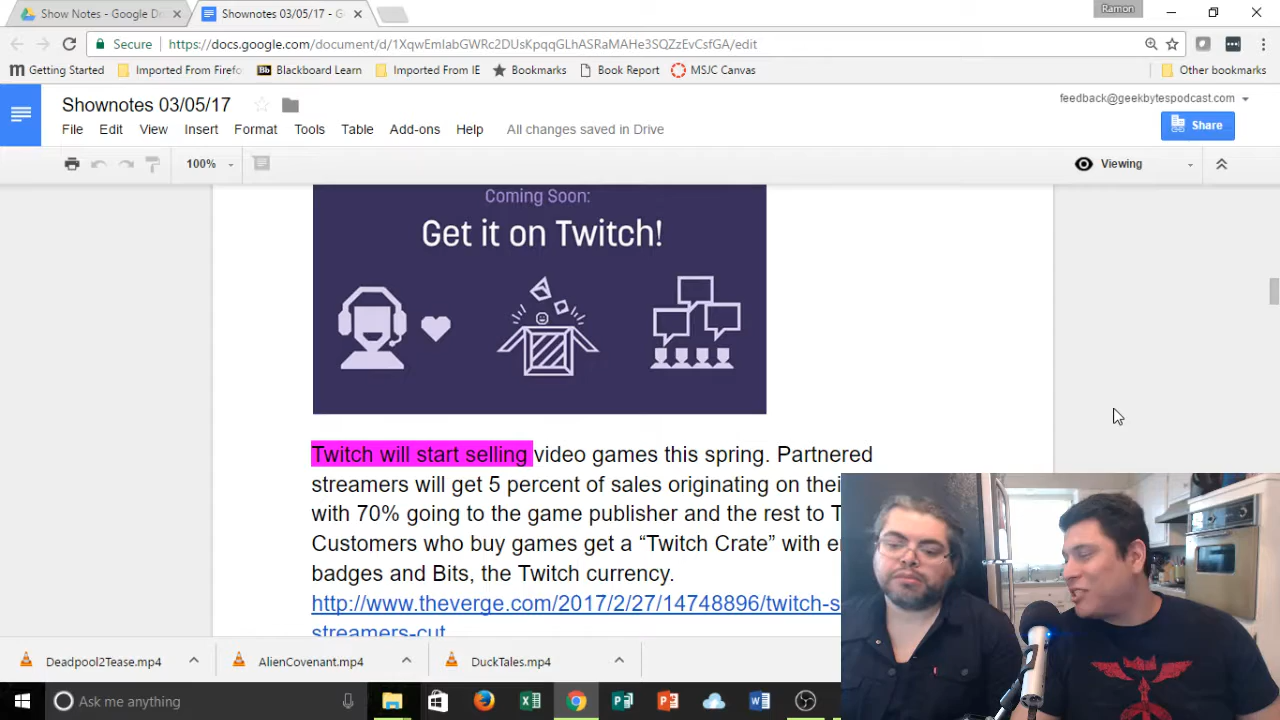 Show Notes - Google Dri
Shownotes 03/05/17 - G
Ramon
Secure
https://docs.google.com/document/d/1XqwEmlabGWRc2DUsKpqqGLhASRaMAHe3SQZzEvCsfGA/edit
Getting Started
Imported From Firefo
Bb
Blackboard Learn
Imported From IE
Bookmarks
Book Report
MSJC Canvas
Other bookmarks
Shownotes 03/05/17
feedback@geekbytespodcast.com
File Edit View Insert Format Tools Table Add-ons Help All changes saved in Drive
Share
100%
Viewing
Coming Soon:
Get it on Twitch!
Twitch will start selling video games this spring. Partnered
streamers will get 5 percent of sales originating on thei
with 70% going to the game publisher and the rest to T
Customers who buy games get a “Twitch Crate” with e
badges and Bits, the Twitch currency.
http://www.theverge.com/2017/2/27/14748896/twitch-s
streamers-cut
Deadpool2Tease.mp4
AlienCovenant.mp4
DuckTales.mp4
Ask me anything